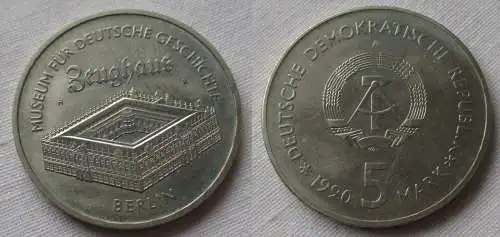 MUSEUM FÜR DEUTSCHE GESCHICHTE
Zeughaus
BERLIN
DEUTSCHE DEMOKRATISCHE REPUBLIK
1990
5
MARK